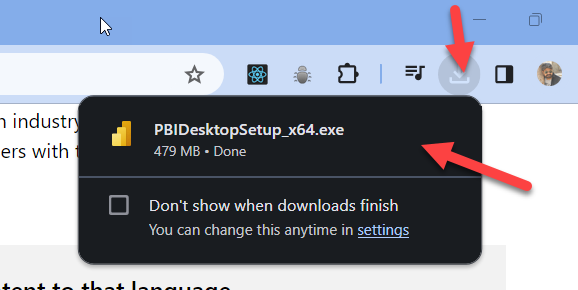 n industry
PBIDesktopSetup_x64.exe
ers with
479 MB • Done
Don't show when downloads finish
You can change this anytime in settings
tent to that language